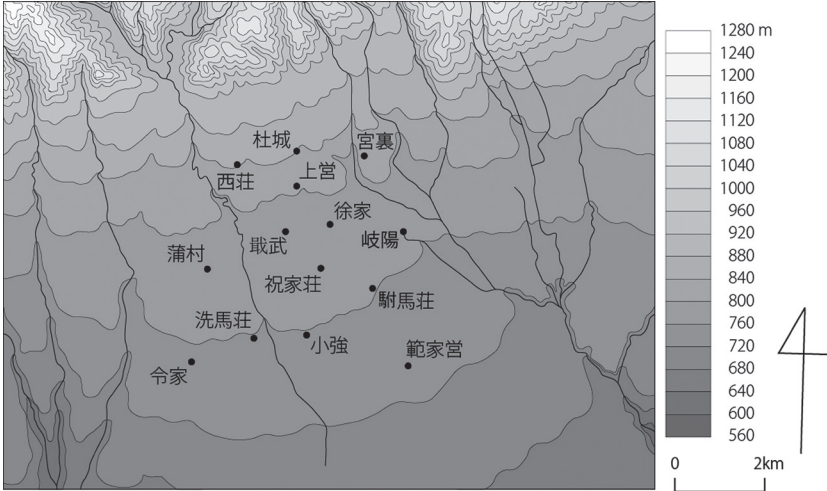 杜城
宮裏
西荘
上営
徐家
戢武
岐陽
蒲村
祝家荘
駙馬荘
洗馬荘
小強
範家営
令家
1280 m
1240
1200
1160
1120
1080
1040
1000
960
920
880
840
800
760
720
680
640
600
560
0 2km